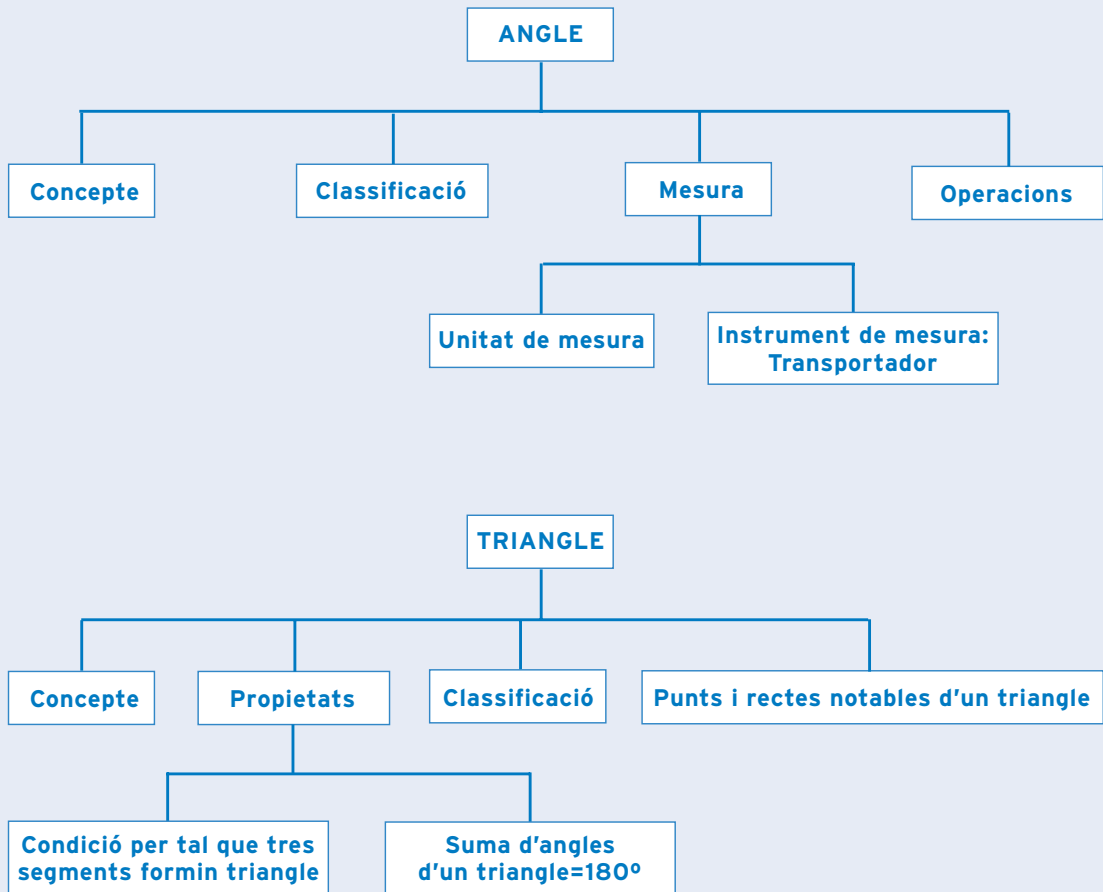 ANGLE
Concepte
Classificació
Mesura
Operacions
Unitat de mesura
Instrument de mesura:
Transportador
TRIANGLE
Concepte
Propietats
Classificació
Punts i rectes notables d'un triangle
Condició per tal que tres
segments formin triangle
Suma d'angles
d'un triangle=180º